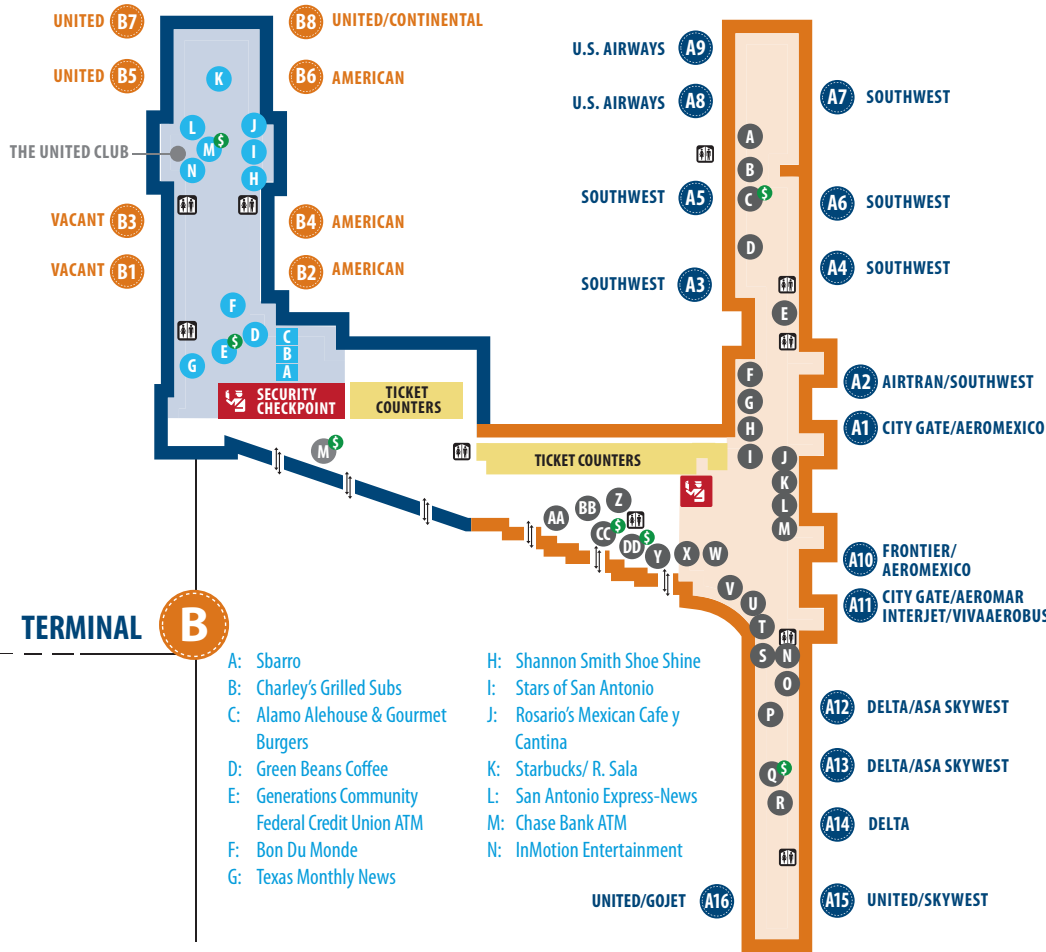 UNITED B7
B8 UNITED/CONTINENTAL
UNITED B5
B6 AMERICAN
K
L
J
M $
I
THE UNITED CLUB
N
H
VACANT B3
B4 AMERICAN
VACANT B1
B2 AMERICAN
F
D
E $
G
C
B
A
SECURITY
CHECKPOINT
TICKET
COUNTERS
M $
U.S. AIRWAYS A9
U.S. AIRWAYS A8
A7 SOUTHWEST
A
B
C $
SOUTHWEST A5
A6 SOUTHWEST
D
SOUTHWEST A3
A4 SOUTHWEST
E
F
A2 AIRTRAN/SOUTHWEST
G
H
A1 CITY GATE/AEROMEXICO
I
J
TICKET COUNTERS
K
L
M
Z
BB
AA
CC $
DD $
Y
X
W
A10 FRONTIER/
AEROMEXICO
V
U
A11 CITY GATE/AEROMAR
INTERJET/VIVAAEROBUS
T
S
N
O
P
A12 DELTA/ASA SKYWEST
Q $
A13 DELTA/ASA SKYWEST
R
A14 DELTA
UNITED/GOJET A16
A15 UNITED/SKYWEST
TERMINAL B
A: Sbarro
B: Charley's Grilled Subs
C: Alamo Alehouse & Gourmet
Burgers
D: Green Beans Coffee
E: Generations Community
Federal Credit Union ATM
F: Bon Du Monde
G: Texas Monthly News
H: Shannon Smith Shoe Shine
I: Stars of San Antonio
J: Rosario's Mexican Cafe y
Cantina
K: Starbucks/ R. Sala
L: San Antonio Express-News
M: Chase Bank ATM
N: InMotion Entertainment